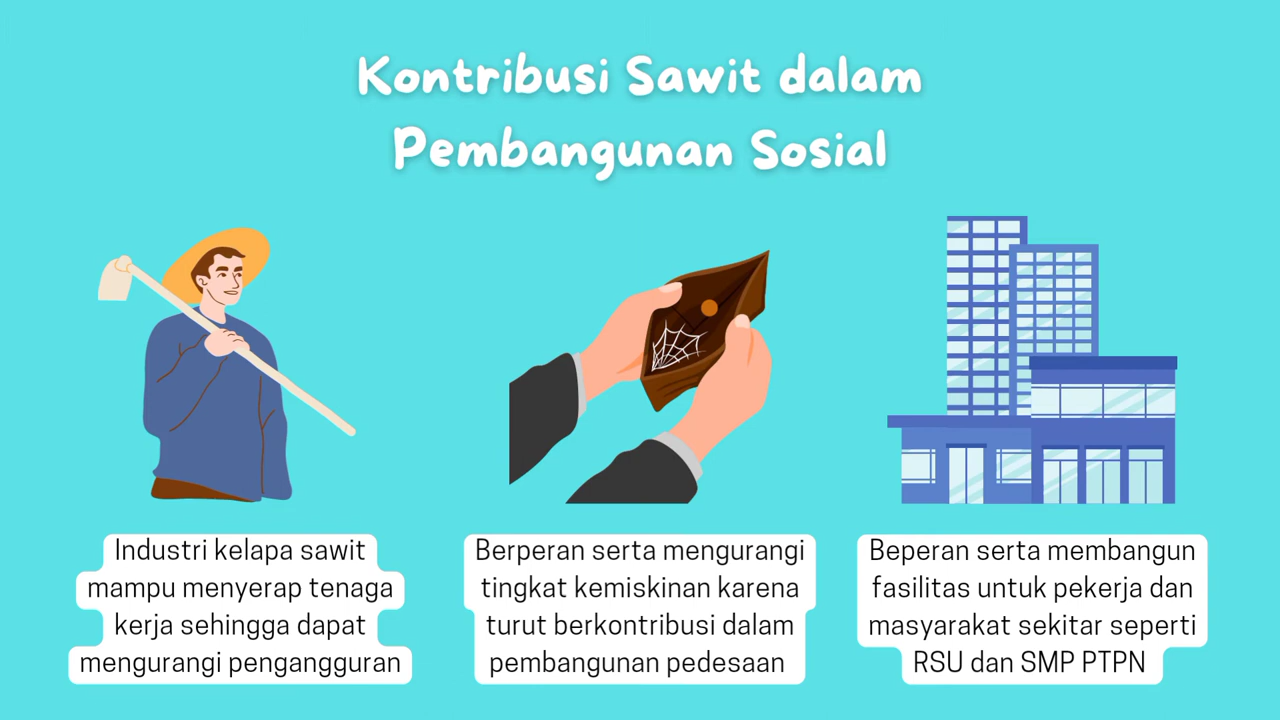 Kontribusi Sawit dalam
Pembangunan Sosial
Industri kelapa sawit
mampu menyerap tenaga
kerja sehingga dapat
mengurangi pengangguran
Berperan serta mengurangi
tingkat kemiskinan karena
turut berkontribusi dalam
pembangunan pedesaan
Beperan serta membangun
fasilitas untuk pekerja dan
masyarakat sekitar seperti
RSU dan SMP PTPN